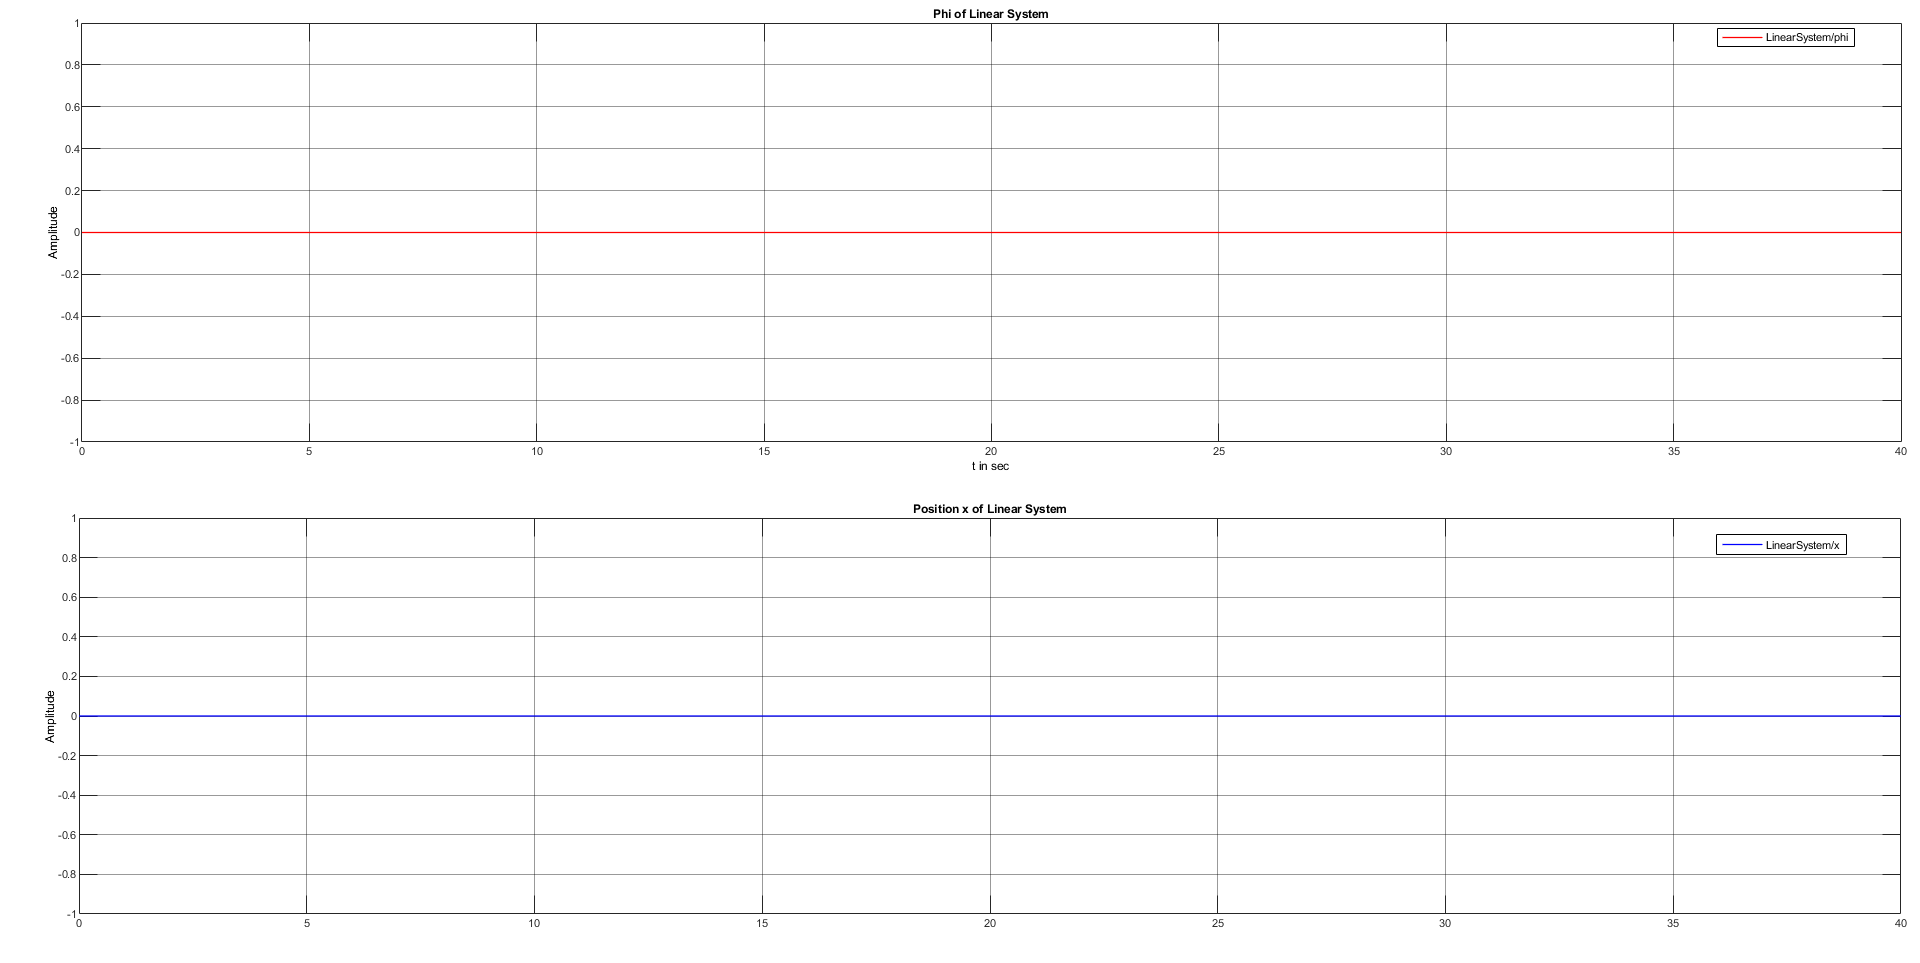 Phi of Linear System
LinearSystem/phi
1
0.8
0.6
0.4
0.2
0
-0.2
-0.4
-0.6
-0.8
-1
Amplitude
0 5 10 15 20 25 30 35 40
t in sec
Position x of Linear System
LinearSystem/x
1
0.8
0.6
0.4
0.2
0
-0.2
-0.4
-0.6
-0.8
-1
Amplitude
0 5 10 15 20 25 30 35 40